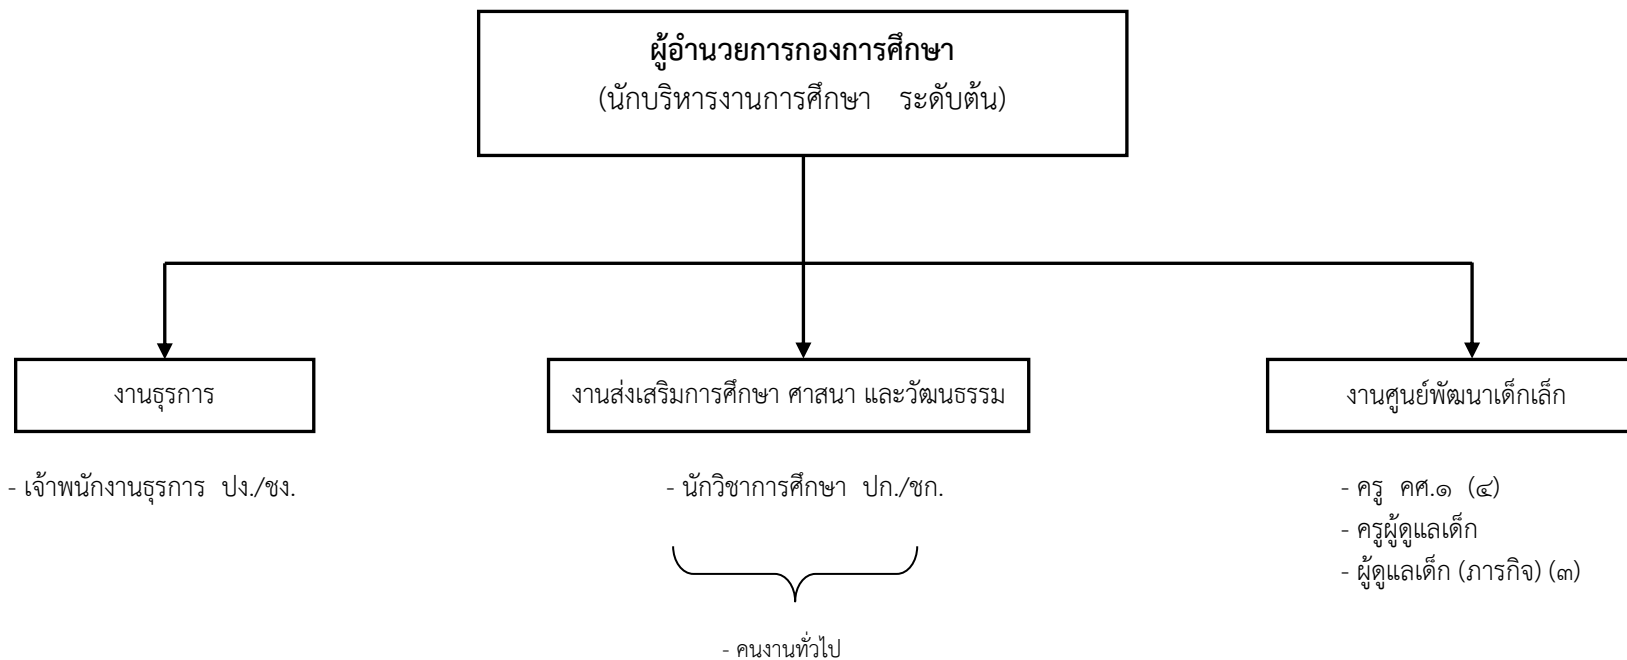 ผู้อำนวยการกองการศึกษา
(นักบริหารงานการศึกษา ระดับต้น)
งานธุรการ
งานส่งเสริมการศึกษา ศาสนา และวัฒนธรรม
งานศูนย์พัฒนาเด็กเล็ก
- เจ้าพนักงานธุรการ ปง./ชง.
- นักวิชาการศึกษา ปก./ชก.
- ครู คศ.๑ (๔)
- ครูผู้ดูแลเด็ก
- ผู้ดูแลเด็ก (ภารกิจ) (๓)
- คนงานทั่วไป